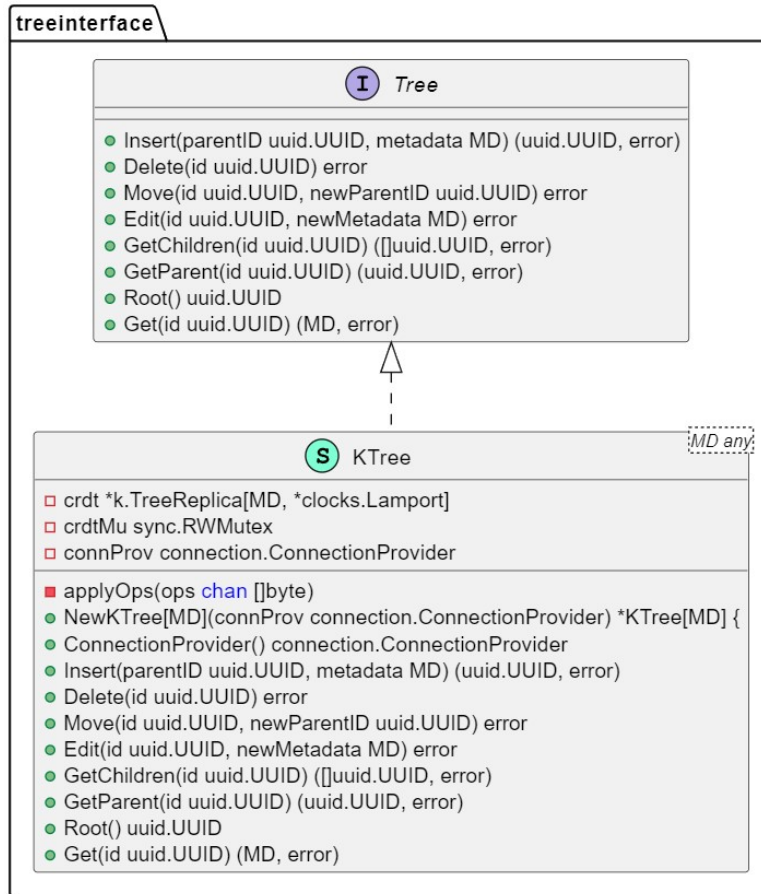 treeinterface
I Tree
Insert(parentID uuid.UUID, metadata MD) (uuid.UUID, error)
Delete(id uuid.UUID) error
Move(id uuid.UUID, newParentID uuid.UUID) error
Edit(id uuid.UUID, newMetadata MD) error
GetChildren(id uuid.UUID) ([]uuid.UUID, error)
GetParent(id uuid.UUID) (uuid.UUID, error)
Root() uuid.UUID
Get(id uuid.UUID) (MD, error)
MD any
S KTree
crdt *k.TreeReplica[MD, *clocks.Lamport]
crdtMu sync.RWMutex
connProv connection.ConnectionProvider
applyOps(ops chan []byte)
NewKTree[MD](connProv connection.ConnectionProvider) *KTree[MD] {
ConnectionProvider() connection.ConnectionProvider
Insert(parentID uuid.UUID, metadata MD) (uuid.UUID, error)
Delete(id uuid.UUID) error
Move(id uuid.UUID, newParentID uuid.UUID) error
Edit(id uuid.UUID, newMetadata MD) error
GetChildren(id uuid.UUID) ([]uuid.UUID, error)
GetParent(id uuid.UUID) (uuid.UUID, error)
Root() uuid.UUID
Get(id uuid.UUID) (MD, error)